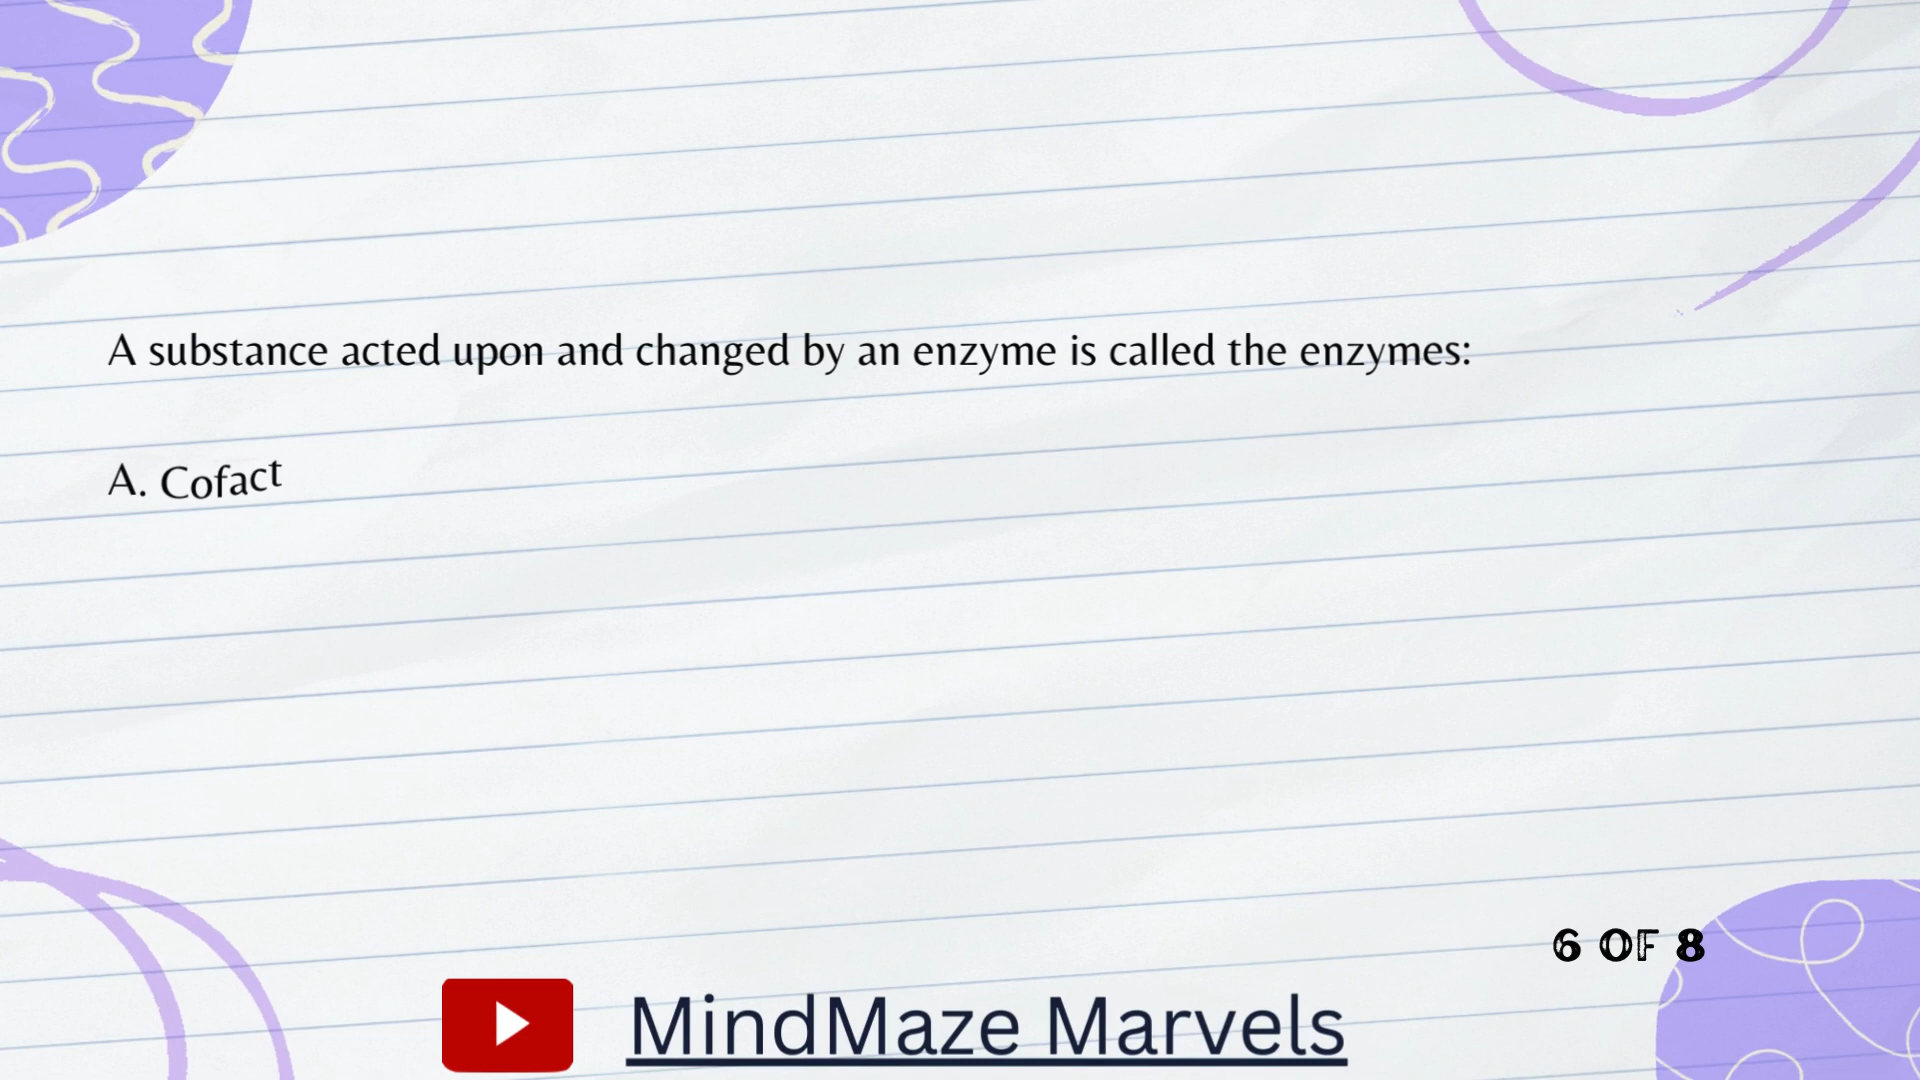 A substance acted upon and changed by an enzyme is called the enzymes:
A. Cofact
6 OF 8
MindMaze Marvels